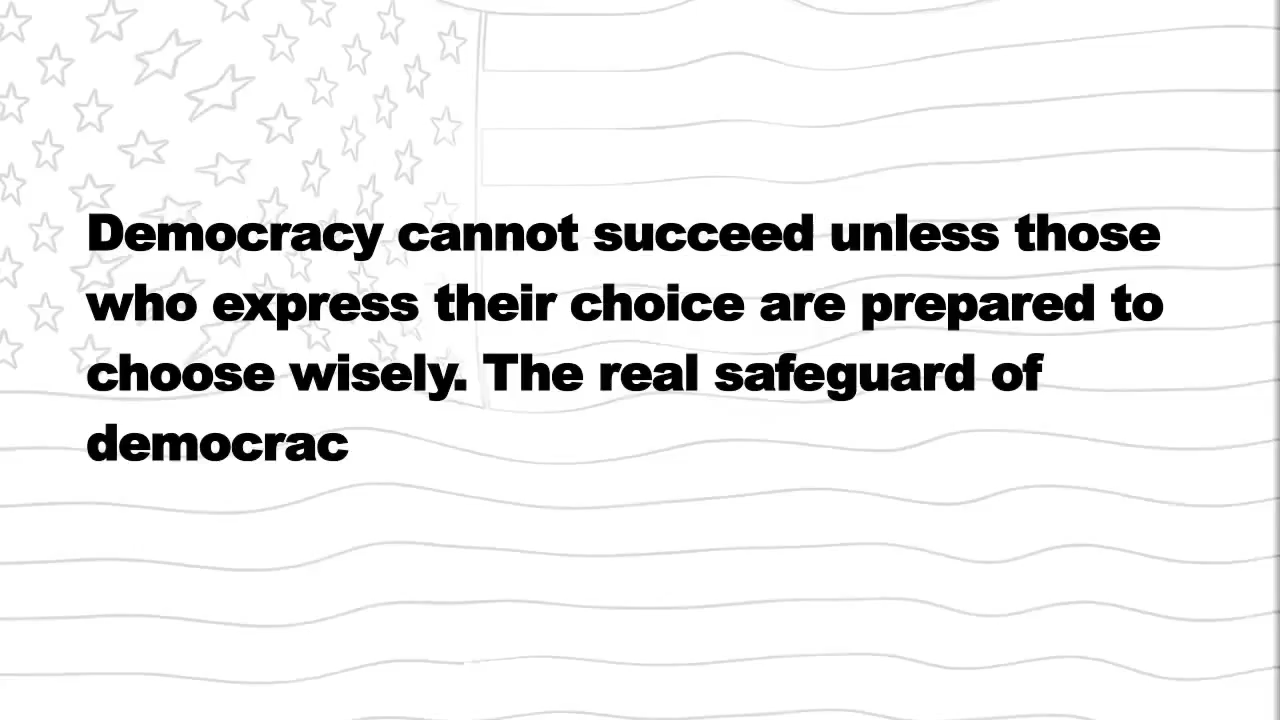 Democracy cannot succeed unless those
who express their choice are prepared to
choose wisely. The real safeguard of
democrac